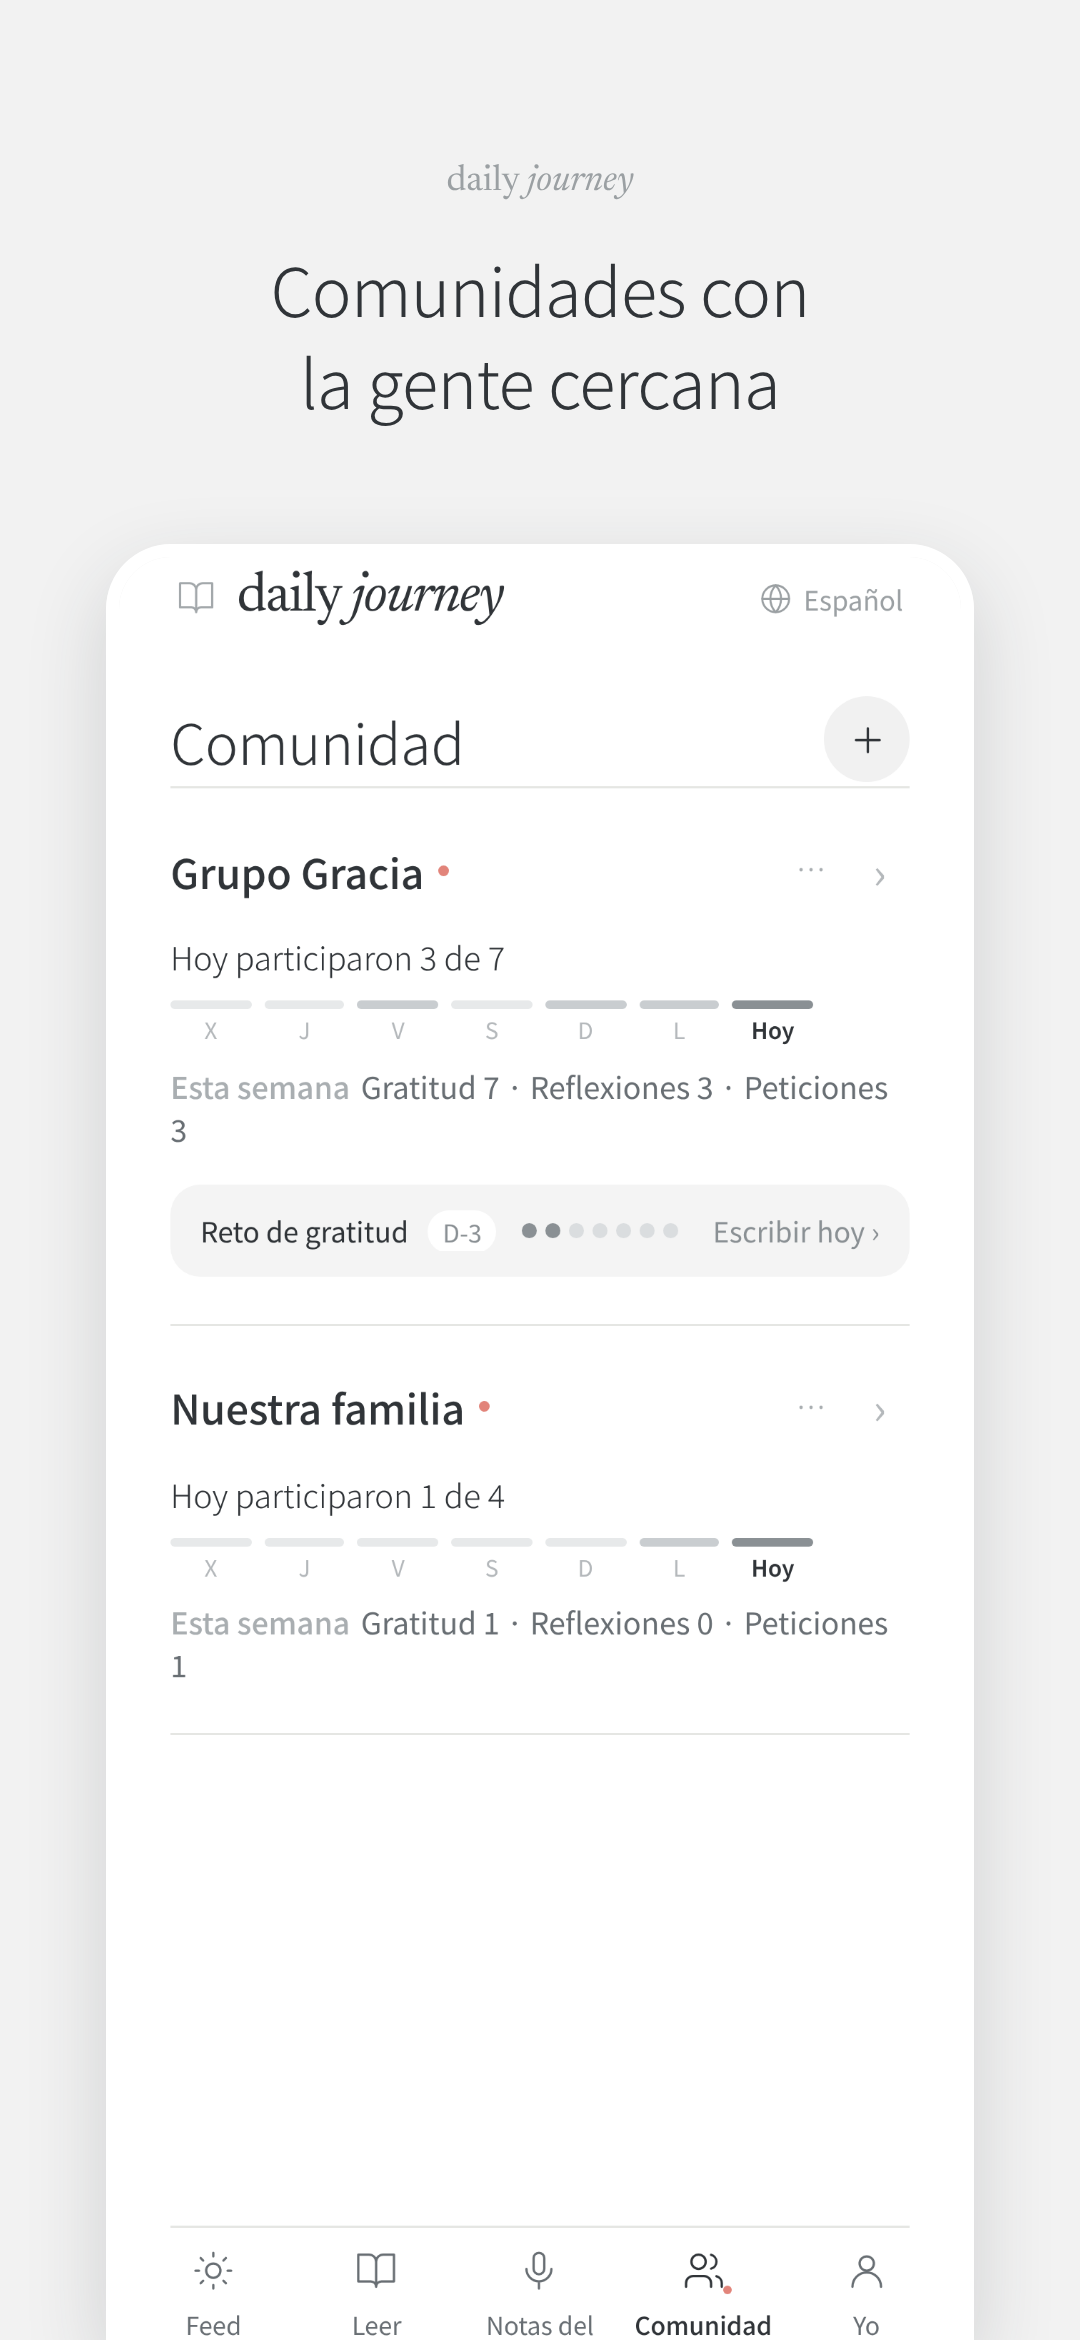 daily journey
Comunidades con
la gente cercana
daily journey
Español
Comunidad
+
Grupo Gracia
... ›
Hoy participaron 3 de 7
X J V S D L Hoy
Esta semana Gratitud 7 · Reflexiones 3 · Peticiones
3
Reto de gratitud D-3 Escribir hoy ›
Nuestra familia
... ›
Hoy participaron 1 de 4
X J V S D L Hoy
Esta semana Gratitud 1 · Reflexiones 0 · Peticiones
1
Feed Leer Notas del Comunidad Yo